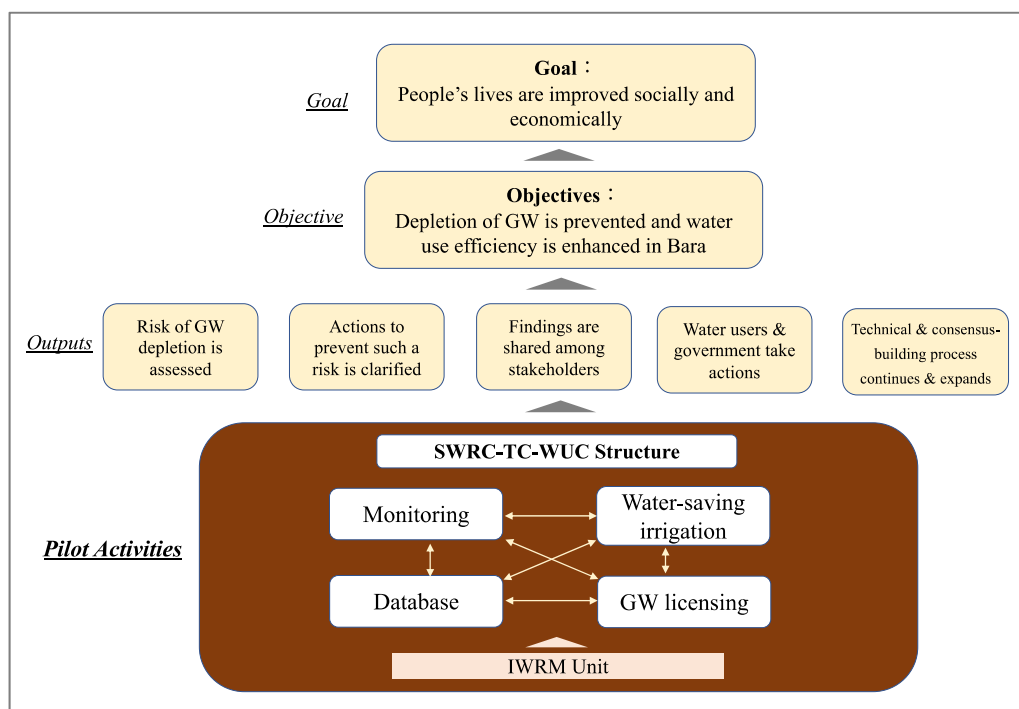 Goal
Goal：
People's lives are improved socially and
economically
Objective
Objectives：
Depletion of GW is prevented and water
use efficiency is enhanced in Bara
Outputs
Risk of GW
depletion is
assessed
Actions to
prevent such a
risk is clarified
Findings are
shared among
stakeholders
Water users &
government take
actions
Technical & consensus-
building process
continues & expands
Pilot Activities
SWRC-TC-WUC Structure
Monitoring
Water-saving
irrigation
Database
GW licensing
IWRM Unit